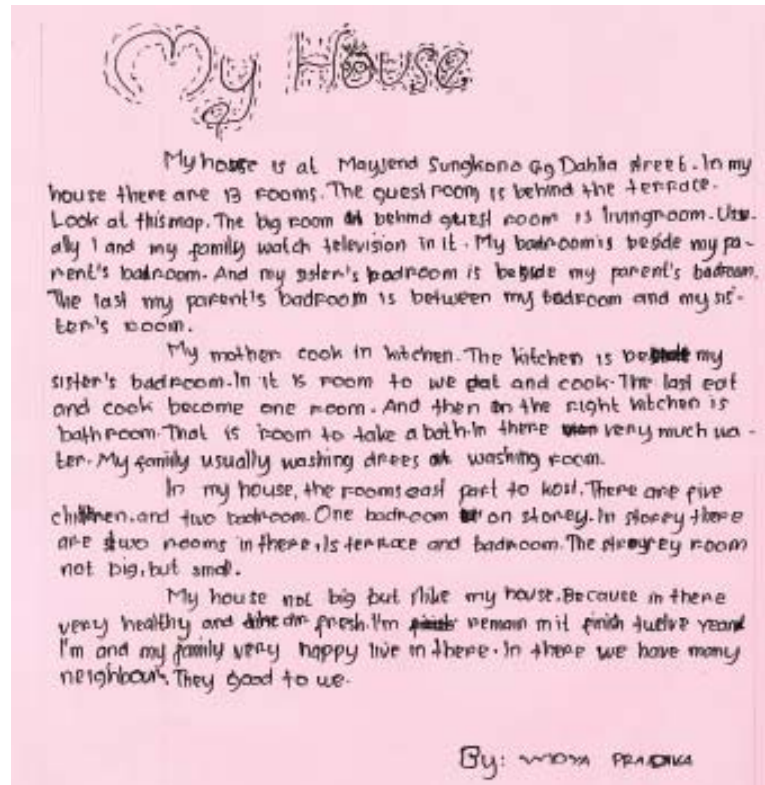 My House
My house is at Mayjend Sungkono Gg Dahlia street. In my
house there are 13 rooms. The guest room is behind the terrace.
Look at this map. The big room behind guest room is livingroom. Usu-
ally I and my family watch television in it. My badroom is beside my pa-
rent's badroom. And my sister's badroom is beside my parent's badroom.
The last my parent's badroom is between my badroom and my sis-
ter's room.
My mother cook in kitchen. The kitchen is beside my
sister's badroom. In it is room to we eat and cook. The last eat
and cook become one room. And then on the right kitchen is
bathroom. That is room to take a bath. In there very much wa-
ter. My family usually washing drees at washing room.
In my house, the rooms east part to kost. There are five
children, and two badroom. One badroom on storey. In storey there
are two rooms in there, Is terrace and badroom. The room
not big, but small.
My house not big but I like my house. Because in there
very healthy and air fresh. I'm remain in it finish twelve year
I'm and my family very happy live in there. In there we have many
neighbours. They good to we.
By: WIDYA PRADIKA